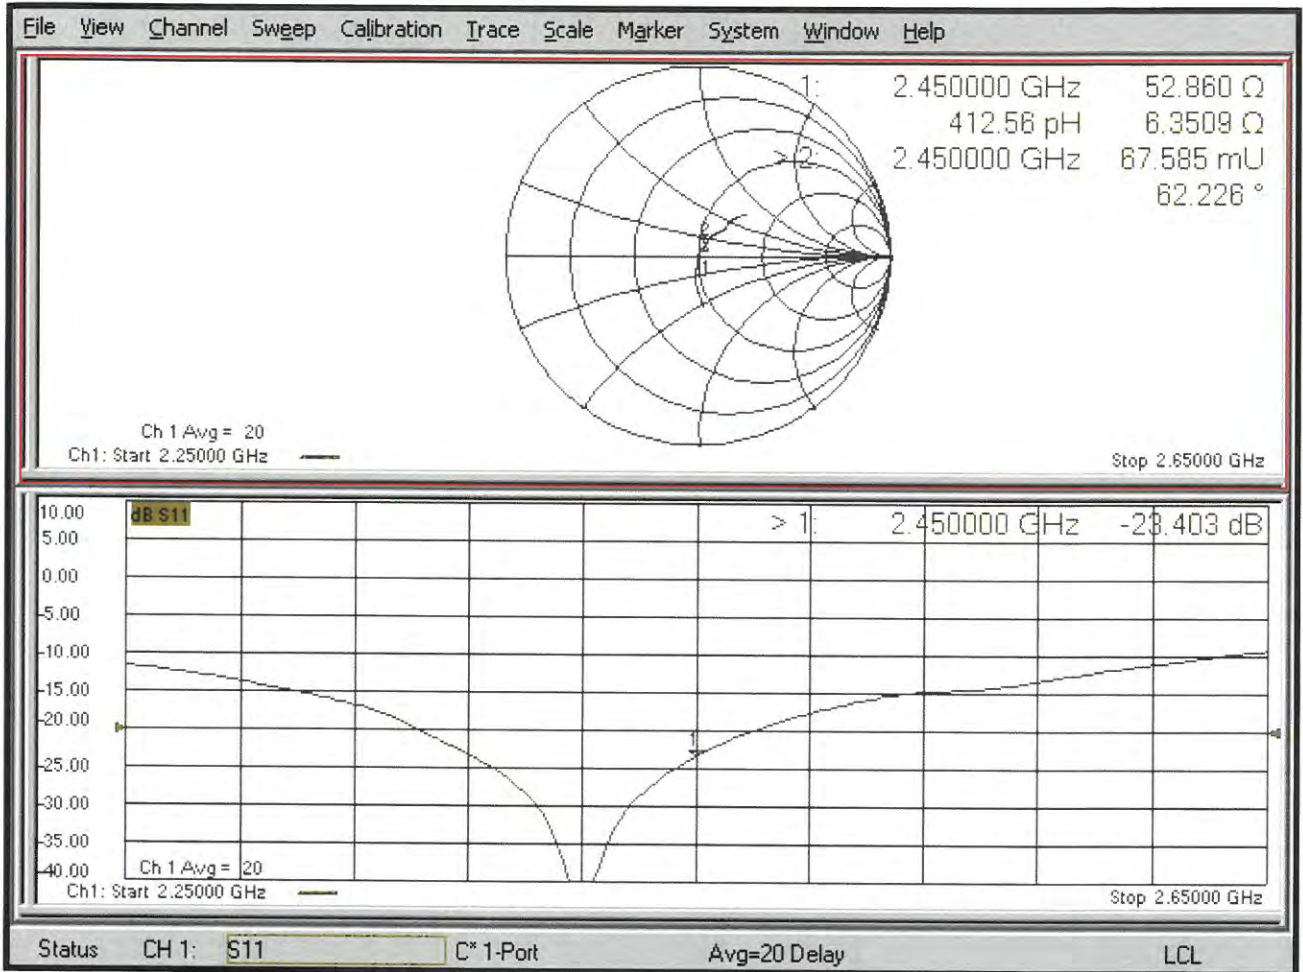 File View Channel Sweep Calibration Trace Scale Marker System Window Help
1: 2.450000 GHz 52.860 Ω
412.56 pH 6.3509 Ω
> 2: 2.450000 GHz 67.585 mU
62.226 °
Ch 1 Avg = 20
Ch1: Start 2.25000 GHz
Stop 2.65000 GHz
10.00
dB S11
> 1: 2.450000 GHz -23.403 dB
5.00
0.00
-5.00
-10.00
-15.00
-20.00
1
-25.00
-30.00
-35.00
-40.00
Ch 1 Avg = 20
Ch1: Start 2.25000 GHz
Stop 2.65000 GHz
Status CH 1: S11 C* 1-Port Avg=20 Delay LCL